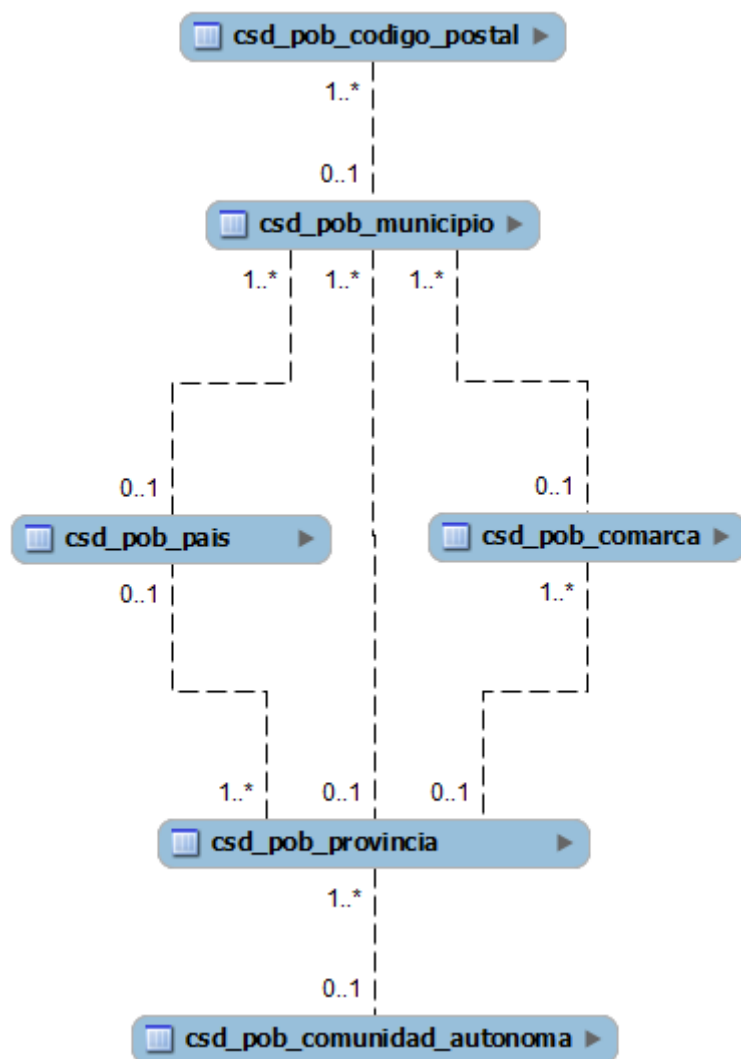 csd_pob_codigo_postal
1..*
0..1
csd_pob_municipio
1..* 1..* 1..*
0..1 0..1
csd_pob_pais csd_pob_comarca
0..1 1..*
1..* 0..1 0..1
csd_pob_provincia
1..*
0..1
csd_pob_comunidad_autonoma